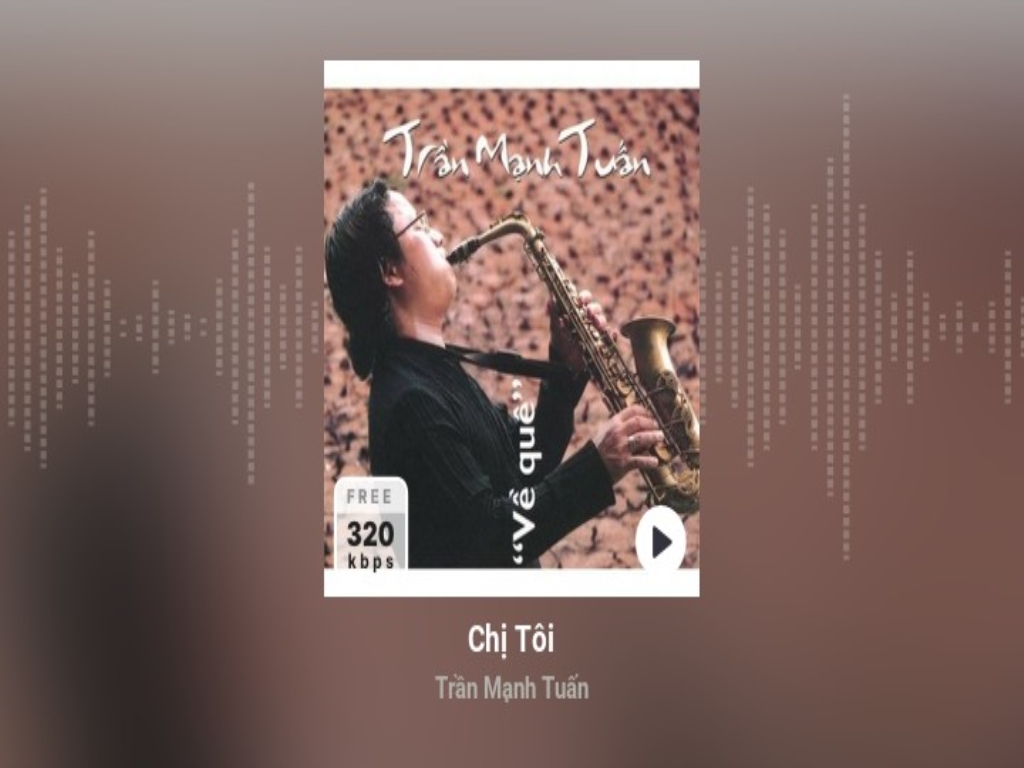 Trần Mạnh Tuấn
“Về quê”
FREE
320
kbps
Chị Tôi
Trần Mạnh Tuấn